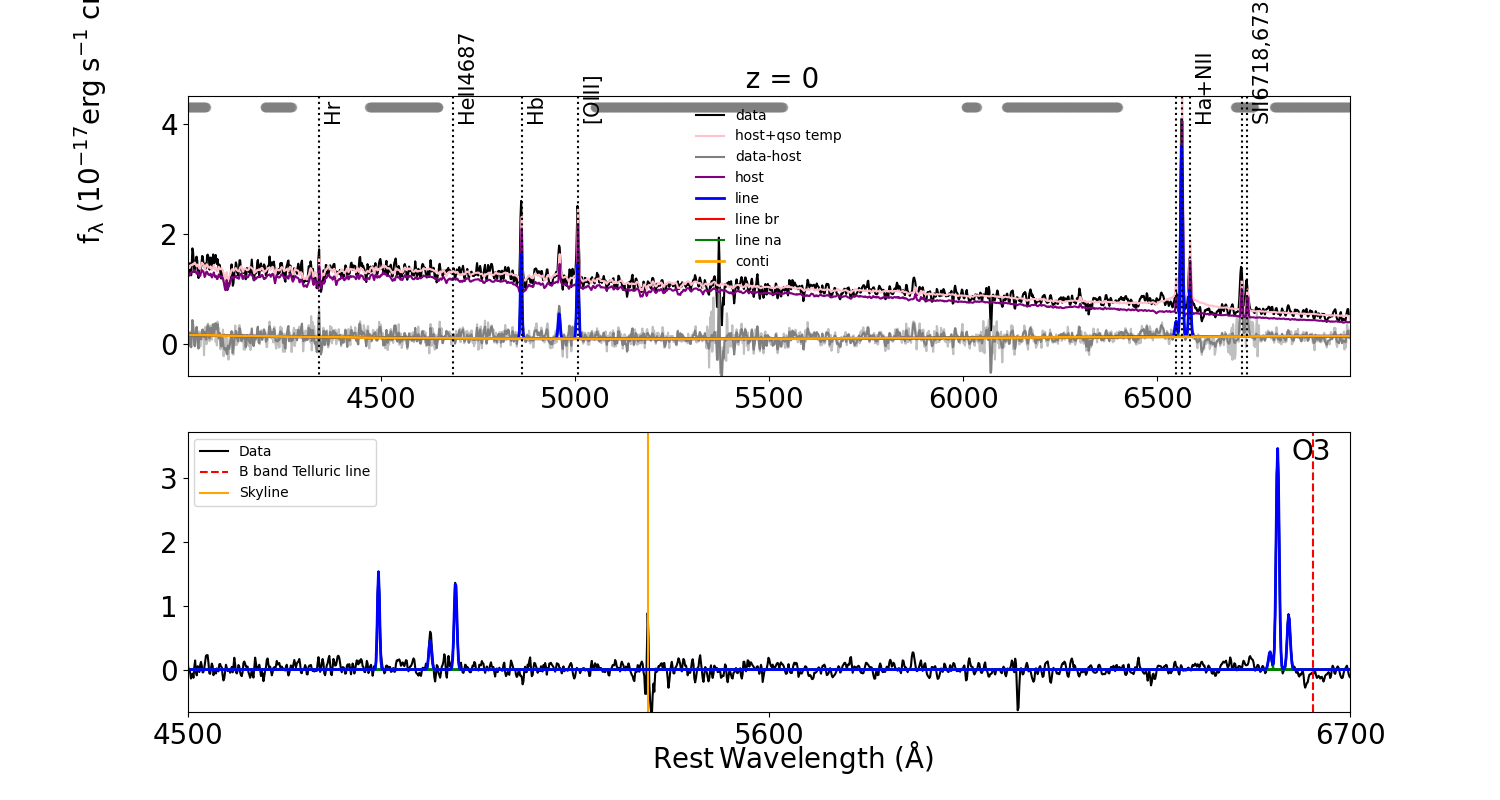 z = 0
f_λ (10^−17 erg s^−1 c
Hr
HeII4687
Hb
[OIII]
Ha+NII
SII6718,673
data
host+qso temp
data-host
host
line
line br
line na
conti
4
2
0
4500 5000 5500 6000 6500
Data
B band Telluric line
Skyline
O3
3
2
1
0
4500 5600 6700
Rest Wavelength (Å)